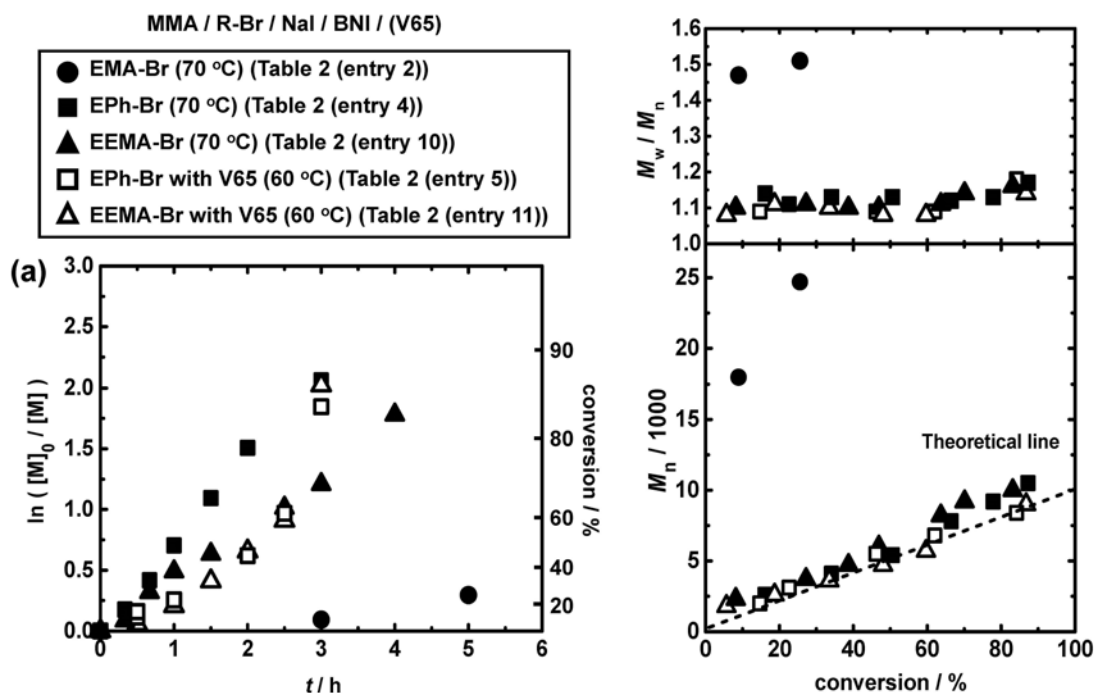 MMA / R-Br / NaI / BNI / (V65)
EMA-Br (70 °C) (Table 2 (entry 2))
EPh-Br (70 °C) (Table 2 (entry 4))
EEMA-Br (70 °C) (Table 2 (entry 10))
EPh-Br with V65 (60 °C) (Table 2 (entry 5))
EEMA-Br with V65 (60 °C) (Table 2 (entry 11))
(a)
3.0
2.5
2.0
1.5
1.0
0.5
0.0
ln ( [M]0 / [M] )
0 1 2 3 4 5 6
t / h
90
80
60
40
20
conversion / %
1.5
1.4
1.3
1.2
1.1
1.0
Mw / Mn
25
20
15
10
5
0
Mn / 1000
Theoretical line
0 20 40 60 80 100
conversion / %